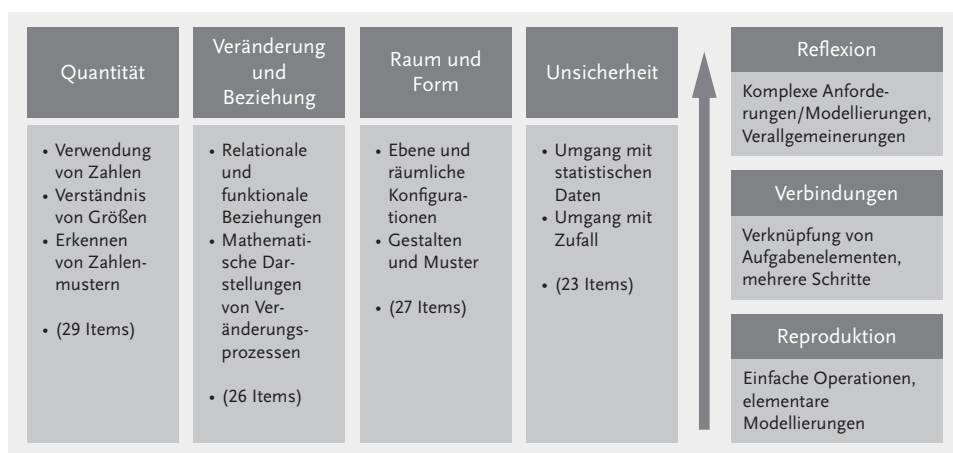 Quantität
• Verwendung
von Zahlen
• Verständnis
von Größen
• Erkennen
von Zahlen-
mustern
• (29 Items)
Veränderung
und
Beziehung
• Relationale
und
funktionale
Beziehungen
• Mathemati-
sche Dar-
stellungen
von Ver-
änderungs-
prozessen
• (26 Items)
Raum und
Form
• Ebene und
räumliche
Konfigura-
tionen
• Gestalten
und Muster
• (27 Items)
Unsicherheit
• Umgang mit
statistischen
Daten
• Umgang mit
Zufall
• (23 Items)
Reflexion
Komplexe Anforde-
rungen/Modellierungen,
Verallgemeinerungen
Verbindungen
Verknüpfung von
Aufgabenelementen,
mehrere Schritte
Reproduktion
Einfache Operationen,
elementare
Modellierungen